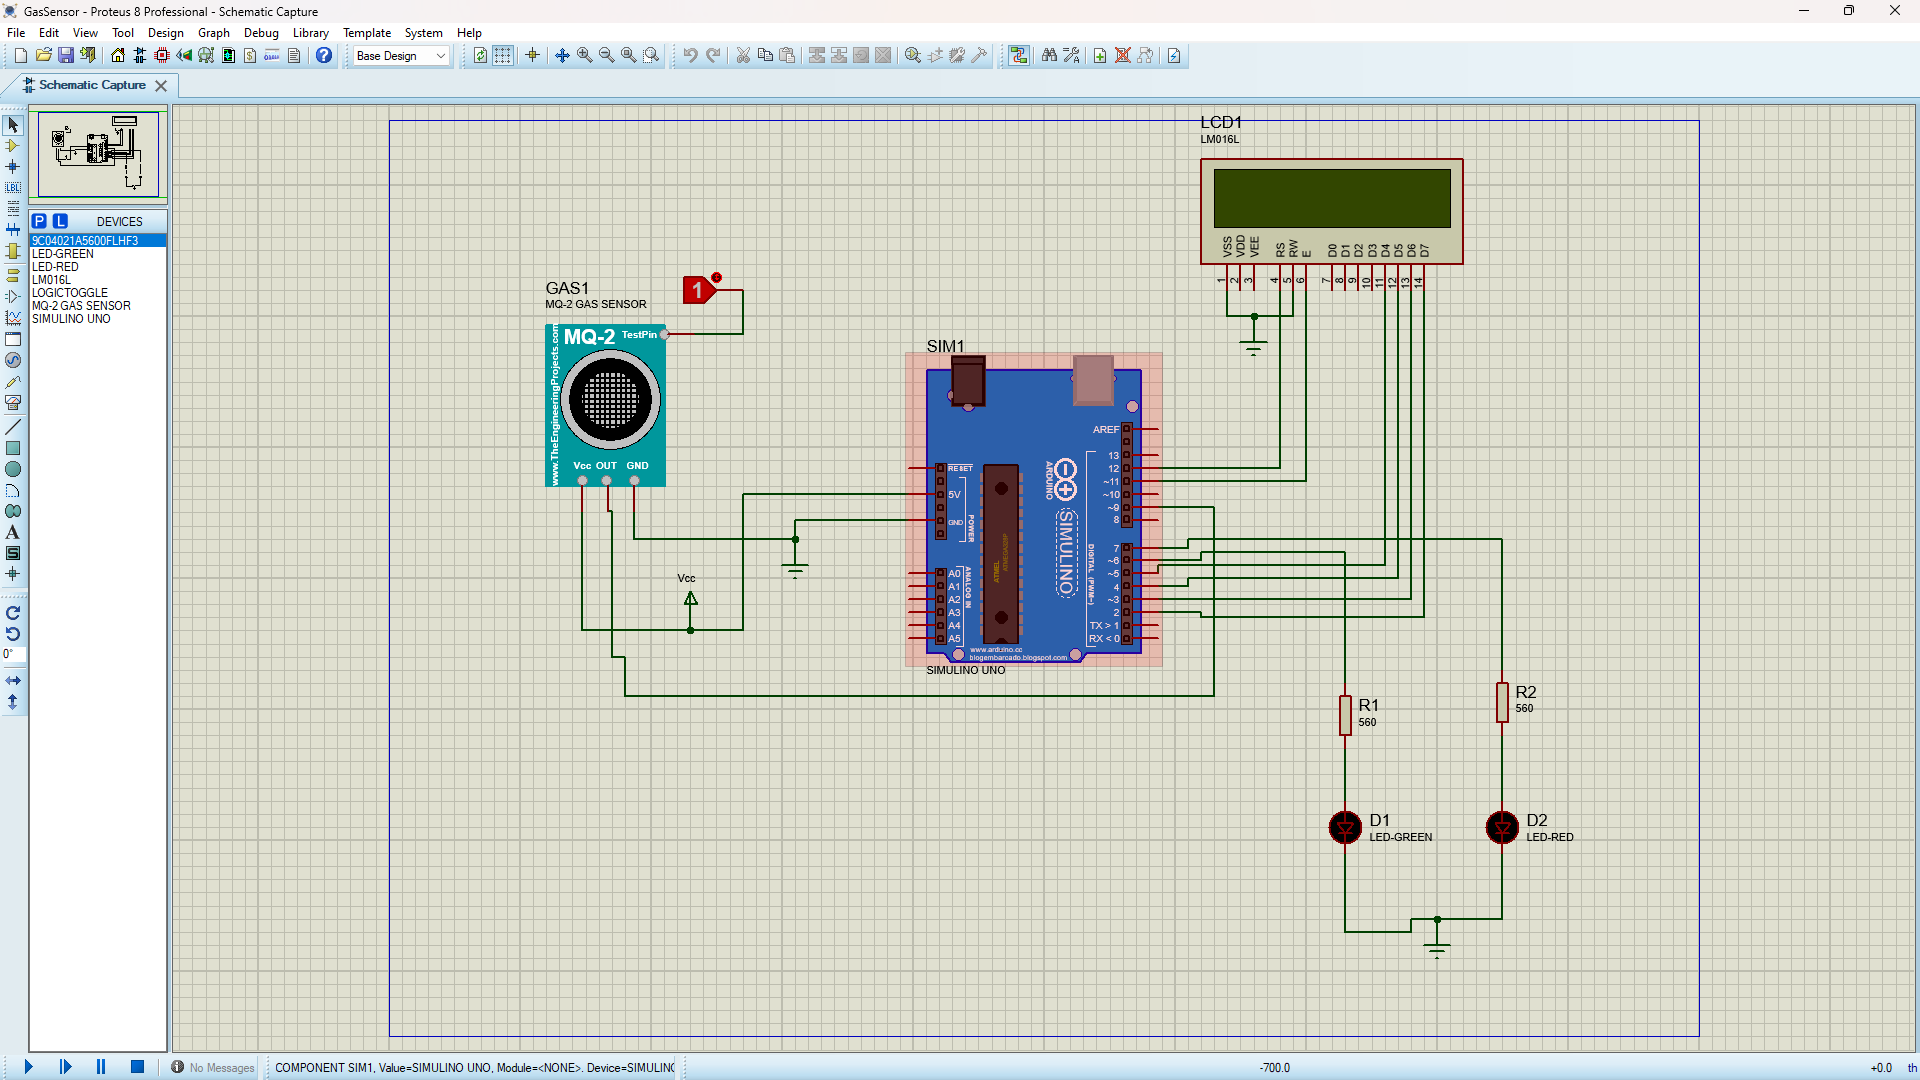 GasSensor - Proteus 8 Professional - Schematic Capture
File Edit View Tool Design Graph Debug Library Template System Help
Base Design
Schematic Capture
P L DEVICES
9C04021A5600FLHF3
LED-GREEN
LED-RED
LM016L
LOGICTOGGLE
MQ-2 GAS SENSOR
SIMULINO UNO
LBL
A
S
0°
LCD1
LM016L
VSS
VDD
VEE
RS
RW
E
D0
D1
D2
D3
D4
D5
D6
D7
1
2
3
4
5
6
7
8
9
10
11
12
13
14
GAS1
MQ-2 GAS SENSOR
1
MQ-2 TestPin
www.TheEngineeringProjects.com
Vcc OUT GND
Vcc
SIM1
AREF
13
12
~11
~10
~9
8
7
~6
~5
4
~3
2
TX > 1
RX < 0
RESET
5V
GND
POWER
A0
A1
A2
A3
A4
A5
ANALOG IN
ATMEL
ATMEGA328P
ARDUINO
SIMULINO
DIGITAL (PWM~)
www.arduino.cc
blogembarcado.blogspot.com
SIMULINO UNO
R1
560
R2
560
D1
LED-GREEN
D2
LED-RED
No Messages
COMPONENT SIM1, Value=SIMULINO UNO, Module=<NONE>. Device=SIMULINO
-700.0
+0.0
th